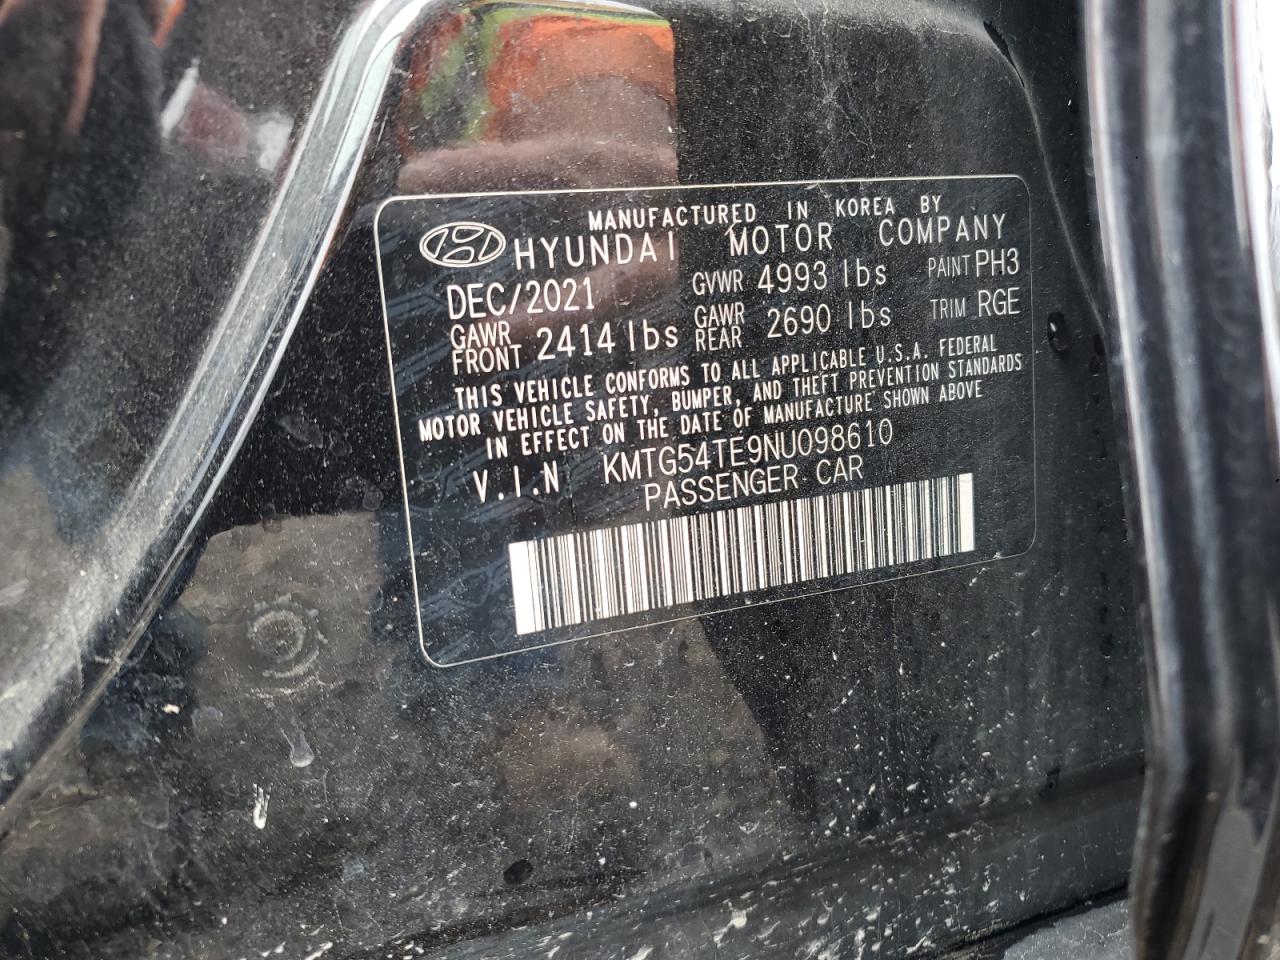 MANUFACTURED IN KOREA BY
HYUNDAI MOTOR COMPANY
DEC/2021 GVWR 4993 lbs PAINT PH3
GAWR FRONT 2414 lbs GAWR REAR 2690 lbs TRIM RGE
THIS VEHICLE CONFORMS TO ALL APPLICABLE U.S.A. FEDERAL
MOTOR VEHICLE SAFETY, BUMPER, AND THEFT PREVENTION STANDARDS
IN EFFECT ON THE DATE OF MANUFACTURE SHOWN ABOVE
V.I.N KMTG54TE9NU098610
PASSENGER CAR